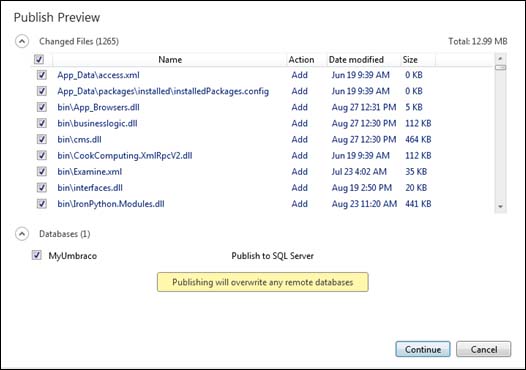 Publish Preview
Changed Files (1265) Total: 12.99 MB
Name Action Date modified Size
App_Data\access.xml Add Jun 19 9:39 AM 0 KB
App_Data\packages\installed\installedPackages.config Add Jun 19 9:39 AM 0 KB
bin\App_Browsers.dll Add Aug 27 12:31 PM 5 KB
bin\businesslogic.dll Add Aug 27 12:30 PM 112 KB
bin\cms.dll Add Aug 27 12:30 PM 464 KB
bin\CookComputing.XmlRpcV2.dll Add Jun 19 9:39 AM 112 KB
bin\Examine.xml Add Jul 23 4:02 AM 35 KB
bin\interfaces.dll Add Aug 19 2:50 PM 20 KB
bin\IronPython.Modules.dll Add Aug 23 11:20 AM 441 KB
Databases (1)
MyUmbraco Publish to SQL Server
Publishing will overwrite any remote databases
Continue Cancel